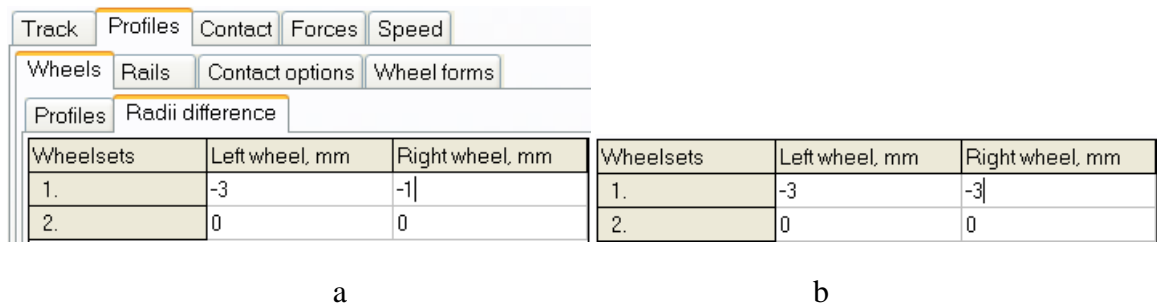 Track Profiles Contact Forces Speed
Wheels Rails Contact options Wheel forms
Profiles Radii difference
Wheelsets Left wheel, mm Right wheel, mm
1. -3 -1
2. 0 0
Wheelsets Left wheel, mm Right wheel, mm
1. -3 -3
2. 0 0
a b